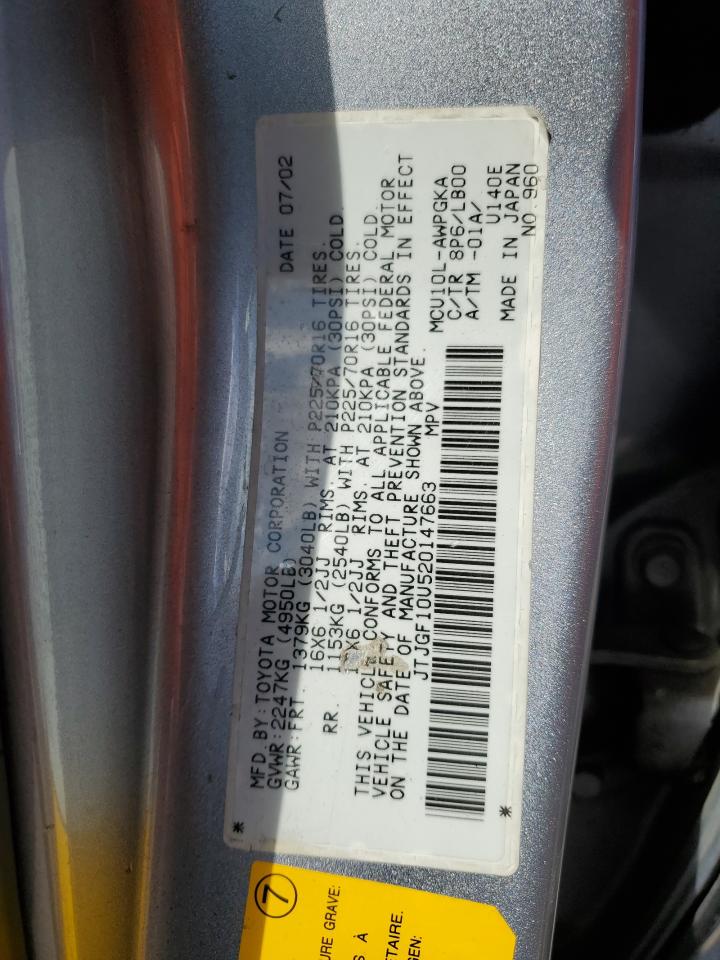 MFD. BY: TOYOTA MOTOR CORPORATION DATE 07/02
GVWR: 2247KG (4950LB)
GAWR: FRT. 1379KG (3040LB) WITH P225/70R16 TIRES.
16X6 1/2JJ RIMS, AT 210KPA (30PSI) COLD.
RR. 1153KG (2540LB) WITH P225/70R16 TIRES.
1/2JJ RIMS. AT 210KPA (30PSI) COLD.
THIS VEHICLE CONFORMS TO ALL APPLICABLE FEDERAL MOTOR
VEHICLE SAFETY AND THEFT PREVENTION STANDARDS IN EFFECT
ON THE DATE OF MANUFACTURE SHOWN ABOVE.
JTJGF10U520147663 MPV
MCU10L-AWPGKA
C/TR 8P6/LB00
A/TM -01A/
U140E
MADE IN JAPAN
NO.960
* *
7
URE GRAVE:
S À
TAIRE.
GEN: